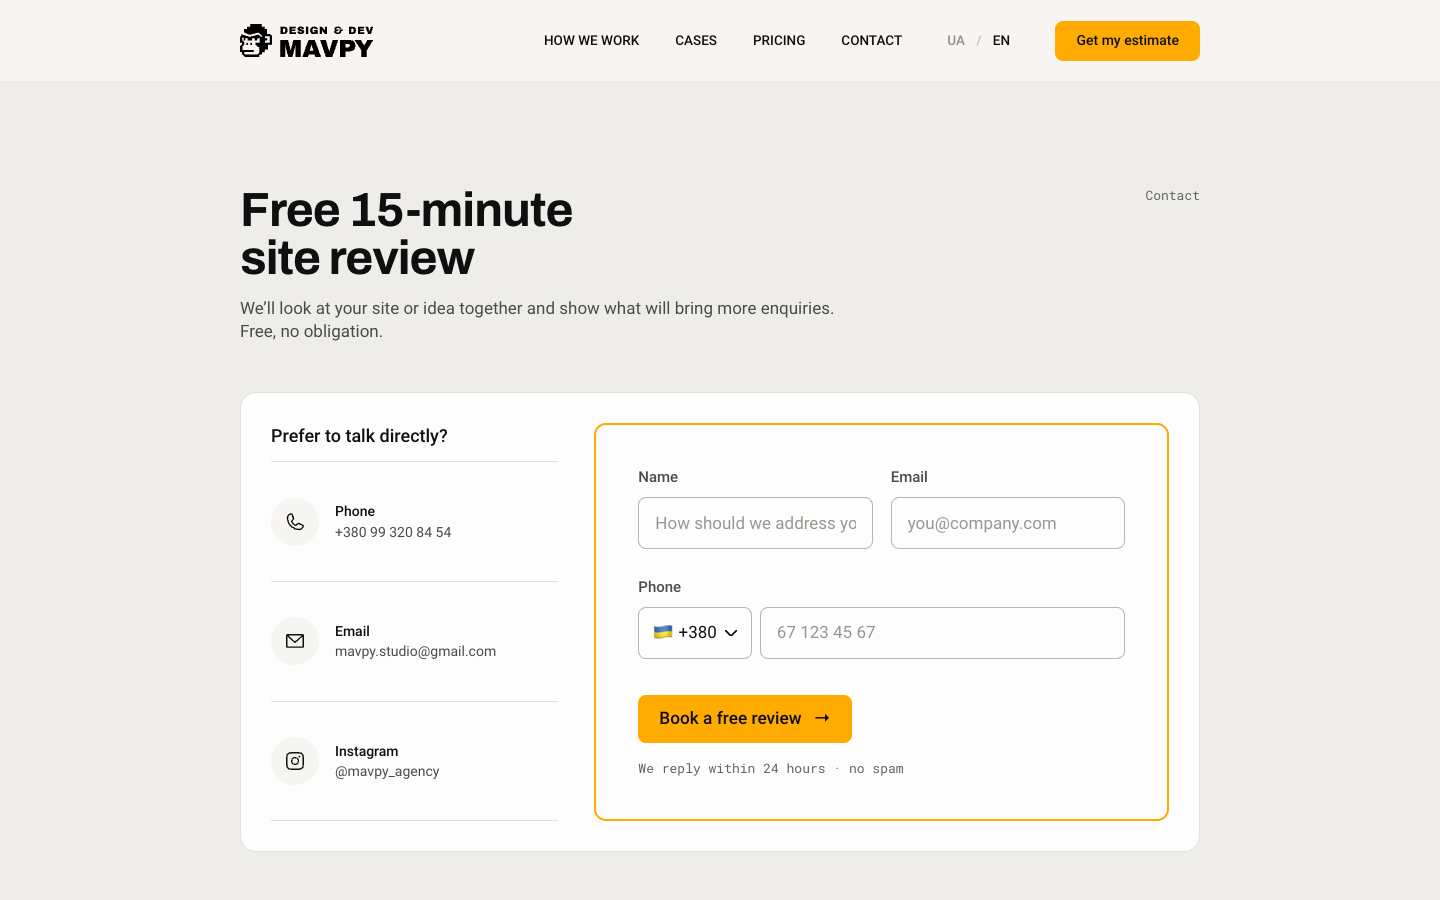 DESIGN & DEV
MAVPY
HOW WE WORK
CASES
PRICING
CONTACT
UA / EN
Get my estimate
Free 15-minute
site review
Contact
We’ll look at your site or idea together and show what will bring more enquiries.
Free, no obligation.
Prefer to talk directly?
Phone
+380 99 320 84 54
Email
mavpy.studio@gmail.com
Instagram
@mavpy_agency
Name
How should we address yo
Email
you@company.com
Phone
+380
67 123 45 67
Book a free review →
We reply within 24 hours · no spam